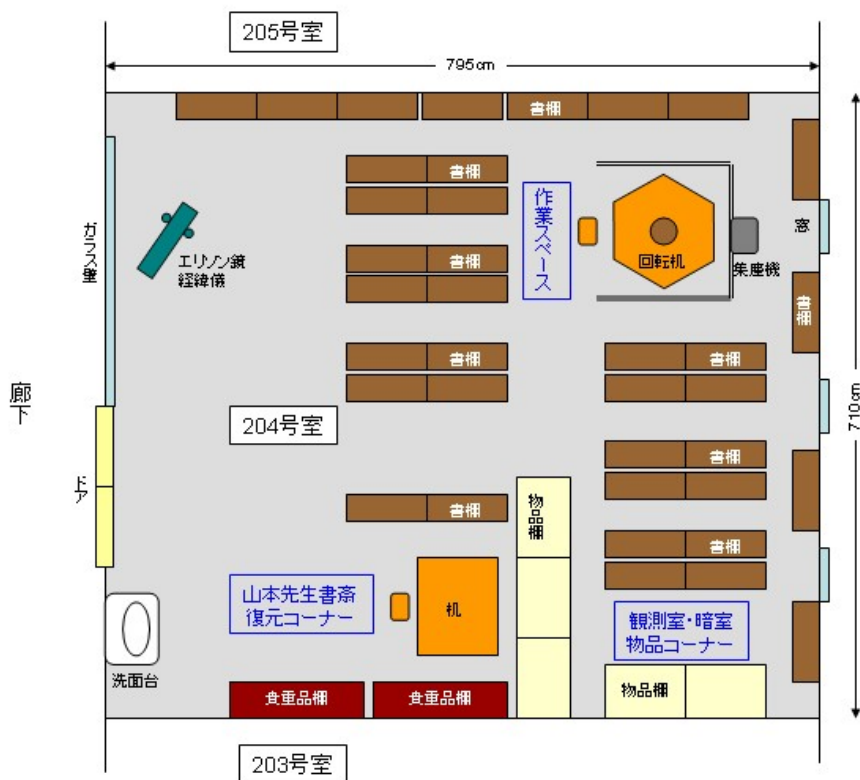 205号室
795cm
書棚
書棚
作業スペース
窓
ガラス壁
エリソン鏡
経緯儀
回転机
集塵機
書棚
書棚
書棚
書棚
廊下
204号室
710cm
ドア
書棚
書棚
物品棚
書棚
山本先生書斎
復元コーナー
机
観測室・暗室
物品コーナー
洗面台
貴重品棚
貴重品棚
物品棚
203号室